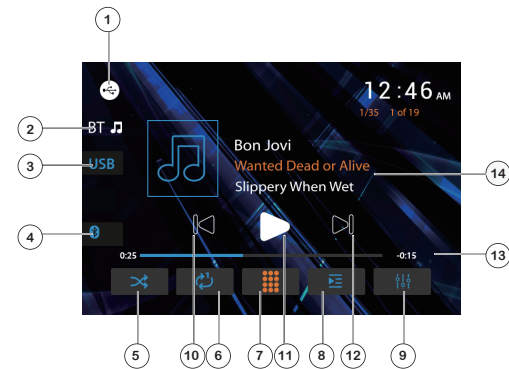 1
12:46 AM
1/35 1 of 19
2
BT
3
USB
Bon Jovi
Wanted Dead or Alive
Slippery When Wet
14
4
0:25
-0:15
13
1
5
10
6
7
11
8
12
9